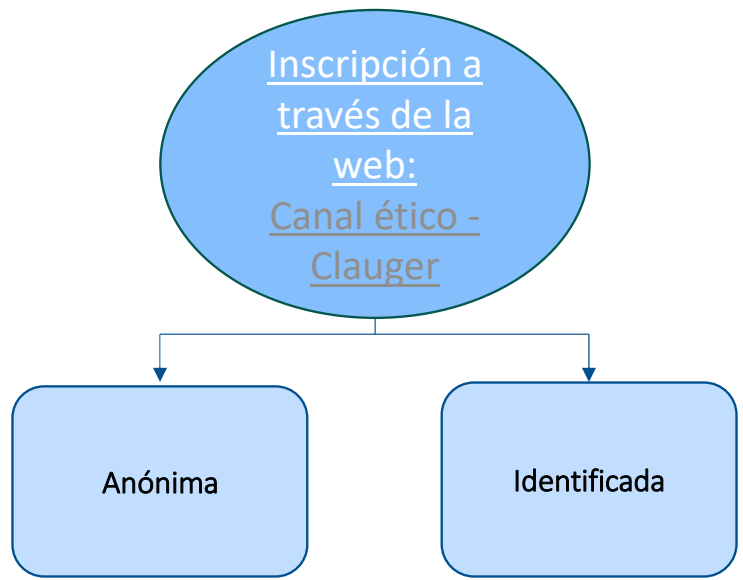 Inscripción a
través de la
web:
Canal ético -
Clauger
Anónima
Identificada